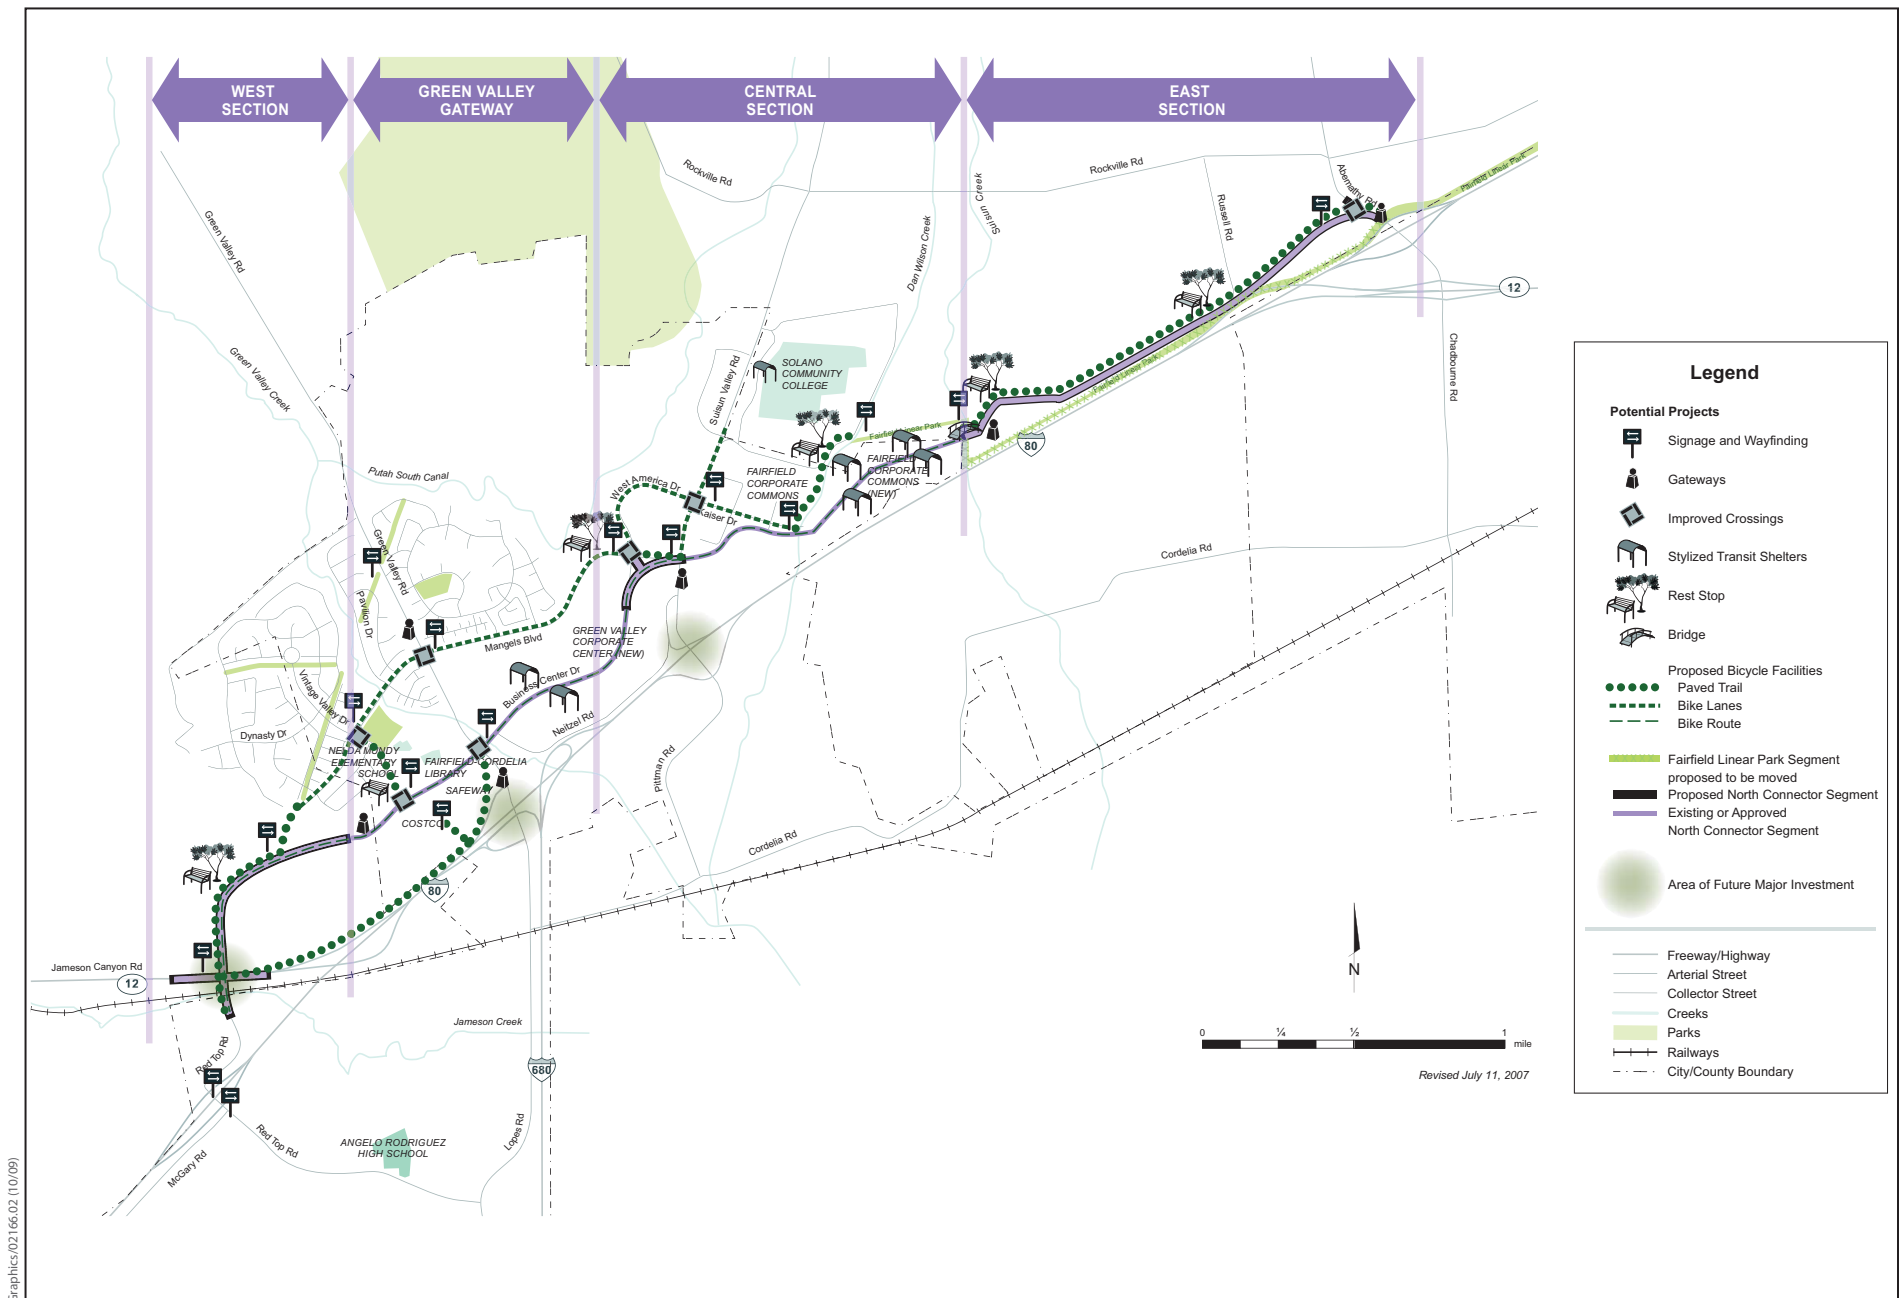 WEST
SECTION
GREEN VALLEY
GATEWAY
CENTRAL
SECTION
EAST
SECTION
Rockville Rd
Rockville Rd
Abernathy Rd
Fairfield Linear Park
Russell Rd
Suisun Creek
Dan Wilson Creek
Green Valley Rd
Green Valley Creek
12
Chadbourne Rd
Suisun Valley Rd
SOLANO
COMMUNITY
COLLEGE
Fairfield Linear Park
Fairfield Linear Park
80
Putah South Canal
West America Dr
Kaiser Dr
FAIRFIELD
CORPORATE
COMMONS
FAIRFIELD
CORPORATE
COMMONS
(NEW)
Green Valley Rd
Pavilion Dr
Mangels Blvd
GREEN VALLEY
CORPORATE
CENTER (NEW)
Business Center Dr
Neitzel Rd
Cordelia Rd
Vintage Valley Dr
Dynasty Dr
NELDA MUNDY
ELEMENTARY
SCHOOL
FAIRFIELD-CORDELIA
LIBRARY
SAFEWAY
COSTCO
Pittman Rd
Cordelia Rd
80
Jameson Canyon Rd
12
Jameson Creek
Red Top Rd
680
Lopes Rd
Red Top Rd
McGary Rd
ANGELO RODRIGUEZ
HIGH SCHOOL
N
0
¼
½
1
mile
Revised July 11, 2007
Legend
Potential Projects
Signage and Wayfinding
Gateways
Improved Crossings
Stylized Transit Shelters
Rest Stop
Bridge
Proposed Bicycle Facilities
Paved Trail
Bike Lanes
Bike Route
Fairfield Linear Park Segment
proposed to be moved
Proposed North Connector Segment
Existing or Approved
North Connector Segment
Area of Future Major Investment
Freeway/Highway
Arterial Street
Collector Street
Creeks
Parks
Railways
City/County Boundary
Graphics/02166.02 (10/09)